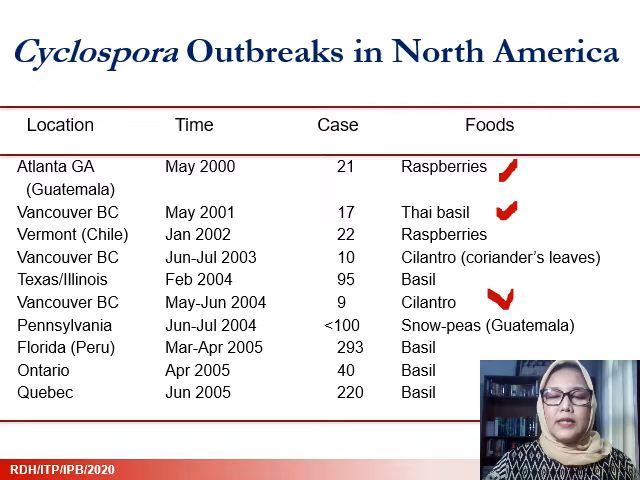 Cyclospora Outbreaks in North America
Location Time Case Foods
Atlanta GA May 2000 21 Raspberries
(Guatemala)
Vancouver BC May 2001 17 Thai basil
Vermont (Chile) Jan 2002 22 Raspberries
Vancouver BC Jun-Jul 2003 10 Cilantro (coriander's leaves)
Texas/Illinois Feb 2004 95 Basil
Vancouver BC May-Jun 2004 9 Cilantro
Pennsylvania Jun-Jul 2004 <100 Snow-peas (Guatemala)
Florida (Peru) Mar-Apr 2005 293 Basil
Ontario Apr 2005 40 Basil
Quebec Jun 2005 220 Basil
RDH/ITP/IPB/2020